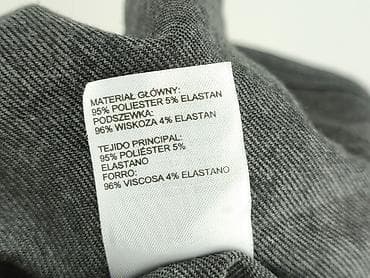 MATERIAŁ GŁÓWNY:
95% POLIESTER 5% ELASTAN
PODSZEWKA:
96% WISKOZA 4% ELASTAN
TEJIDO PRINCIPAL:
95% POLIÉSTER 5%
ELASTANO
FORRO:
96% VISCOSA 4% ELASTANO